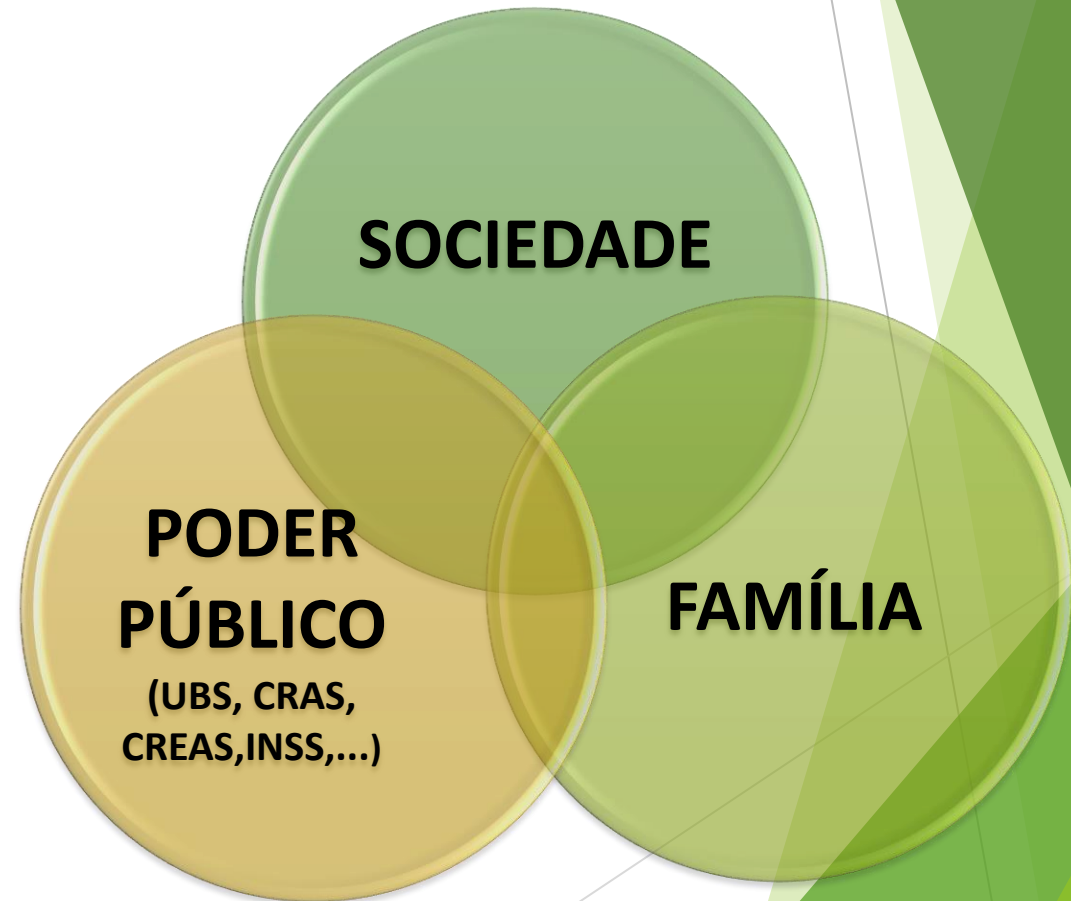 SOCIEDADE
PODER
PÚBLICO
(UBS, CRAS,
CREAS,INSS,...)
FAMÍLIA